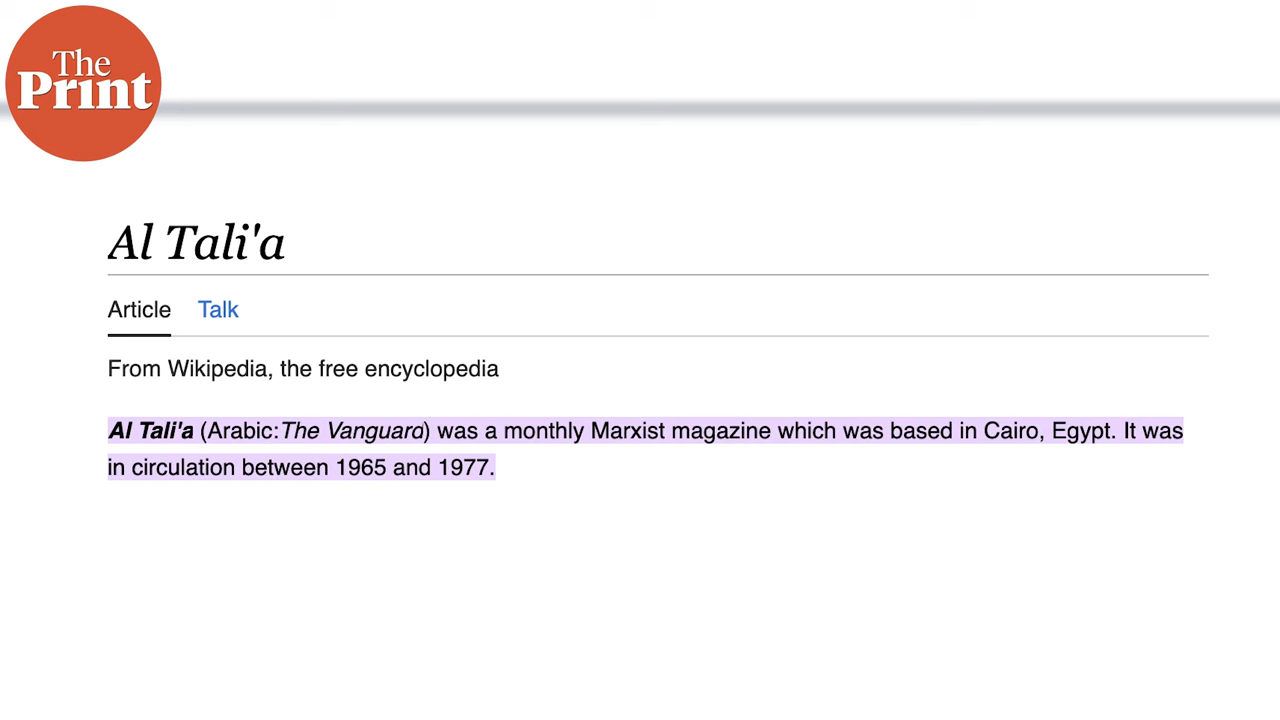 The
Print
Al Tali'a
Article Talk
From Wikipedia, the free encyclopedia
Al Tali'a (Arabic:The Vanguard) was a monthly Marxist magazine which was based in Cairo, Egypt. It was
in circulation between 1965 and 1977.